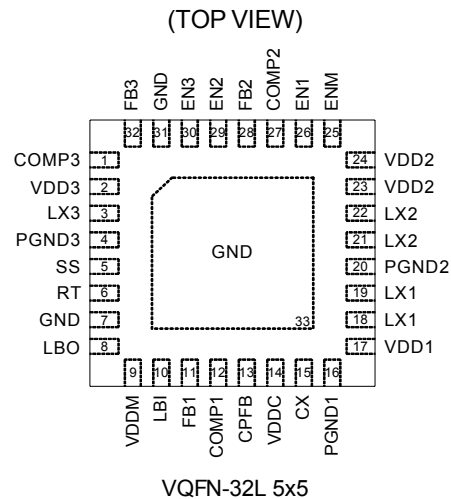 (TOP VIEW)
FB3 GND EN3 EN2 FB2 COMP2 EN1 ENM
32 31 30 29 28 27 26 25
COMP3 1 24 VDD2
VDD3 2 23 VDD2
LX3 3 22 LX2
PGND3 4 21 LX2
GND
SS 5 20 PGND2
RT 6 19 LX1
GND 7 18 LX1
33
LBO 8 17 VDD1
9 10 11 12 13 14 15 16
VDDM LBI FB1 COMP1 CPFB VDDC CX PGND1
VQFN-32L 5x5